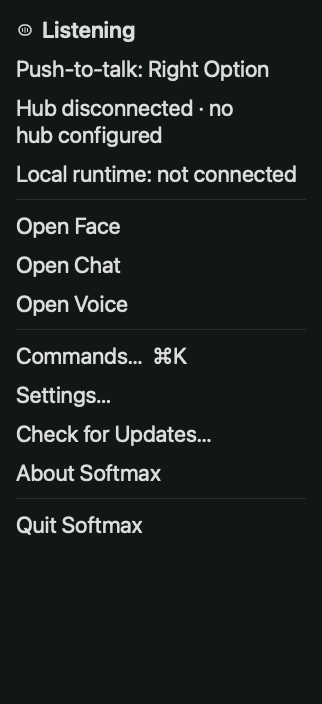 Listening
Push-to-talk: Right Option
Hub disconnected · no
hub configured
Local runtime: not connected
Open Face
Open Chat
Open Voice
Commands... ⌘K
Settings...
Check for Updates...
About Softmax
Quit Softmax